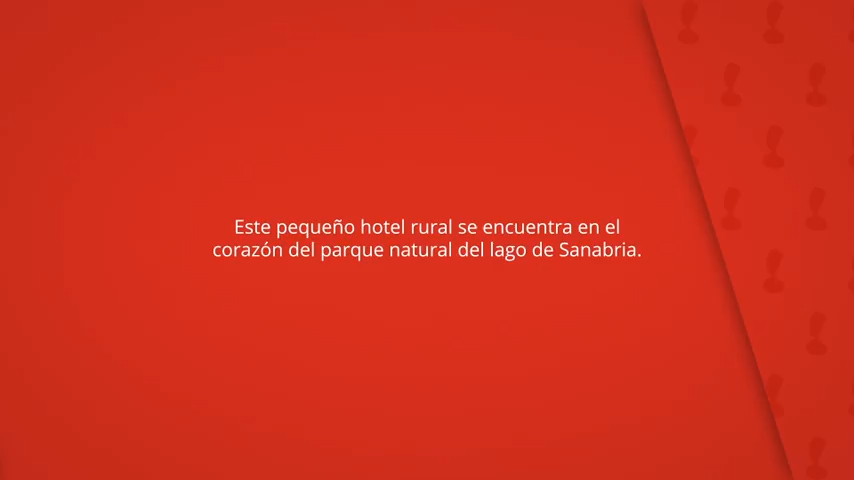 Este pequeño hotel rural se encuentra en el
corazón del parque natural del lago de Sanabria.